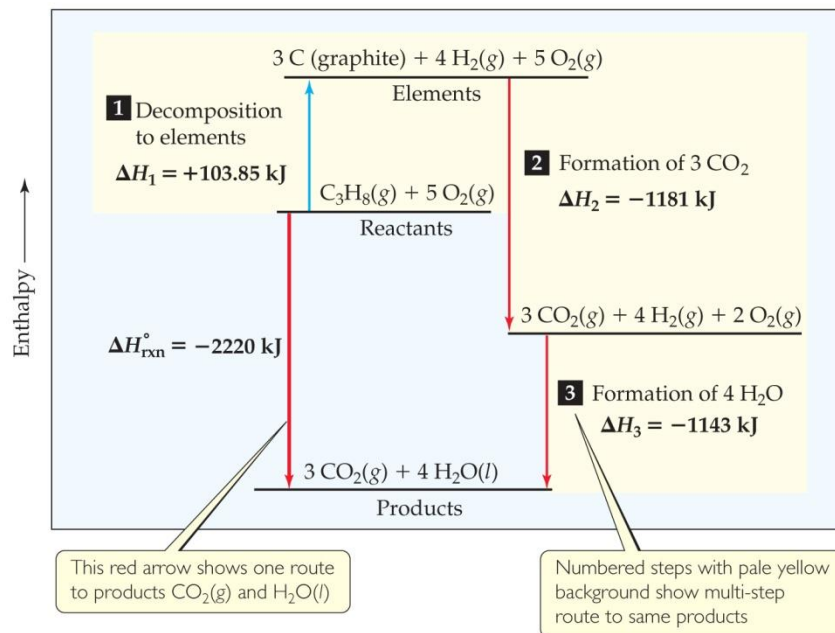 3 C (graphite) + 4 H₂(g) + 5 O₂(g)
Elements
1 Decomposition
to elements
ΔH₁ = +103.85 kJ
2 Formation of 3 CO₂
ΔH₂ = −1181 kJ
C₃H₈(g) + 5 O₂(g)
Reactants
Enthalpy
3 CO₂(g) + 4 H₂(g) + 2 O₂(g)
ΔH°rxn = −2220 kJ
3 Formation of 4 H₂O
ΔH₃ = −1143 kJ
3 CO₂(g) + 4 H₂O(l)
Products
This red arrow shows one route
to products CO₂(g) and H₂O(l)
Numbered steps with pale yellow
background show multi-step
route to same products